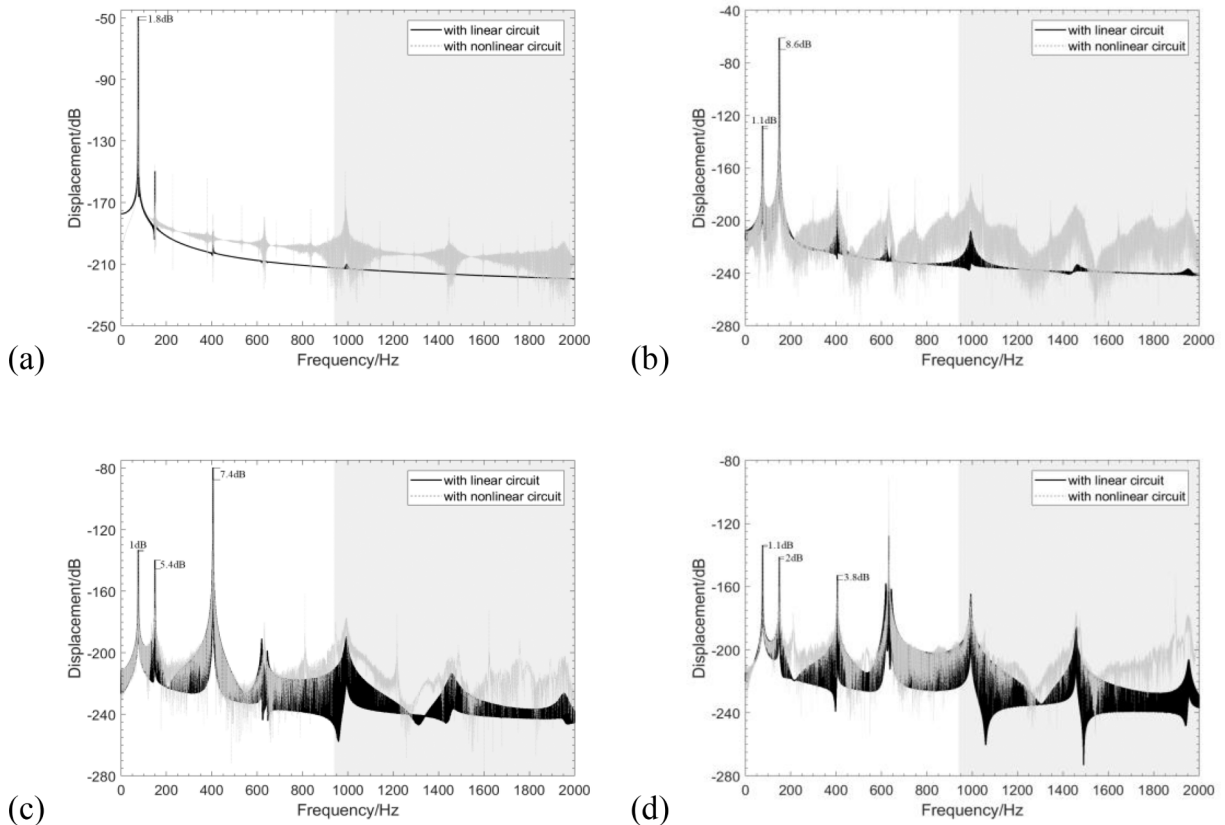 -50
-90
-130
-170
-210
-250
Displacement/dB
1.8dB
with linear circuit
with nonlinear circuit
0 200 400 600 800 1000 1200 1400 1600 1800 2000
Frequency/Hz
(a)
-40
-80
-120
-160
-200
-240
-280
Displacement/dB
1.1dB
8.6dB
with linear circuit
with nonlinear circuit
0 200 400 600 800 1000 1200 1400 1600 1800 2000
Frequency/Hz
(b)
-80
-120
-160
-200
-240
-280
Displacement/dB
1dB
5.4dB
7.4dB
with linear circuit
with nonlinear circuit
0 200 400 600 800 1000 1200 1400 1600 1800 2000
Frequency/Hz
(c)
-80
-120
-160
-200
-240
-280
Displacement/dB
1.1dB
2dB
3.8dB
with linear circuit
with nonlinear circuit
0 200 400 600 800 1000 1200 1400 1600 1800 2000
Frequency/Hz
(d)